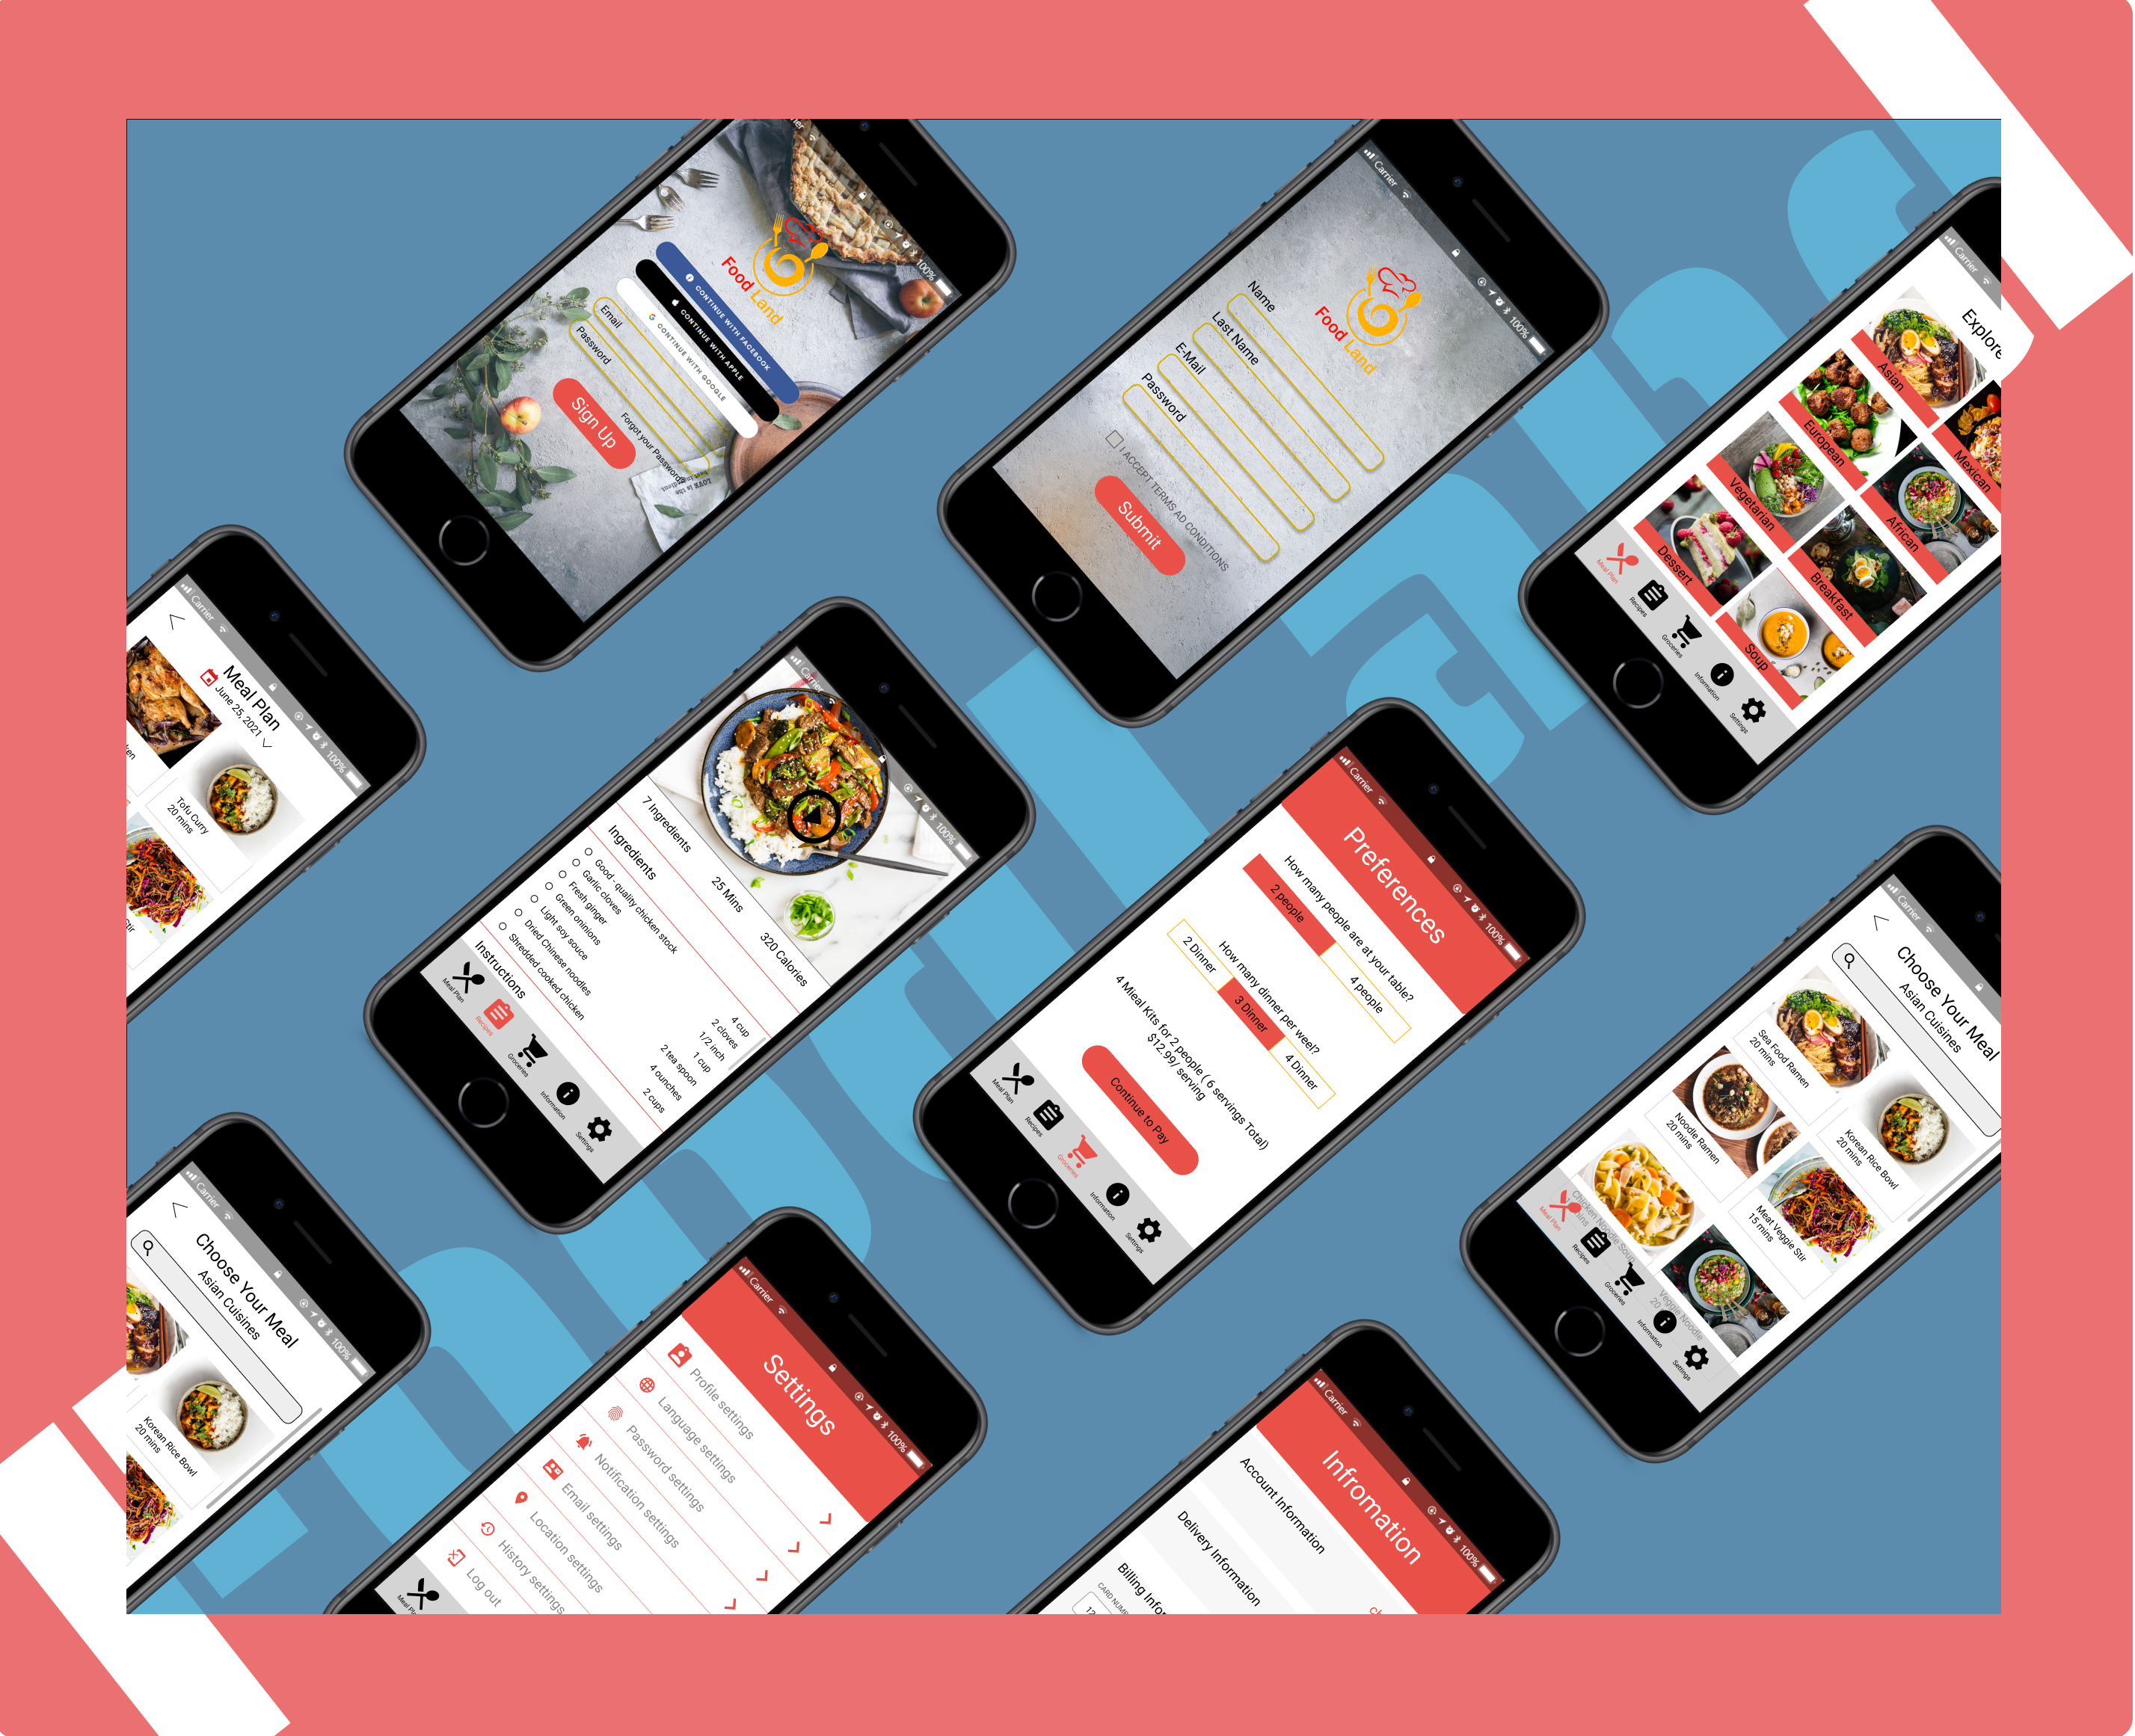 100%
CONTINUE WITH FACEBOOK
CONTINUE WITH APPLE
CONTINUE WITH GOOGLE
Food Land
Email
Password
Forgot your Password?
Sign Up
LOVE is the
Carrier
100%
Food Land
Name
Last Name
E-Mail
Password
I ACCEPT TERMS AD CONDITIONS
Submit
Carrier
Explore
Asian
Mexican
European
African
Vegetarian
Breakfast
Dessert
Soup
Meal Plan
Recipes
Groceries
Information
Settings
Carrier
100%
Meal Plan
June 25, 2021
Tofu Curry
20 mins
Carrier
100%
7 Ingredients
25 Mins
320 Calories
Ingredients
Good - quality chicken stock
4 cup
Garlic cloves
2 cloves
Fresh ginger
1/2 inch
Green oninions
1 cup
Light soy souce
2 tea spoon
Dried Chinese noodles
4 ounches
Shredded cooked chicken
2 cups
Instructions
Meal Plan
Recipes
Groceries
Information
Settings
Carrier
100%
Preferences
How many people are at your table?
2 people
4 people
How many dinner per weel?
2 Dinner
3 Dinner
4 Dinner
4 Mieal Kits for 2 people ( 6 servings Total)
$12.99/ serving
Continue to Pay
Meal Plan
Recipes
Groceries
Information
Settings
Carrier
Choose Your Meal
Asian Cuisines
Sea Food Ramen
20 mins
Korean Rice Bowl
20 mins
Noodle Ramen
20 mins
Meat Veggie Stir
15 mins
Chicken Noodle Soup
Veggie Noodle
20
Meal Plan
Recipes
Groceries
Information
Settings
Carrier
100%
Choose Your Meal
Asian Cuisines
Korean Rice Bowl
20 mins
Carrier
100%
Settings
Profile settings
Language settings
Password settings
Notification settings
Email settings
Location settings
History settings
Log out
Carrier
100%
Infromation
Account Information
Delivery Information